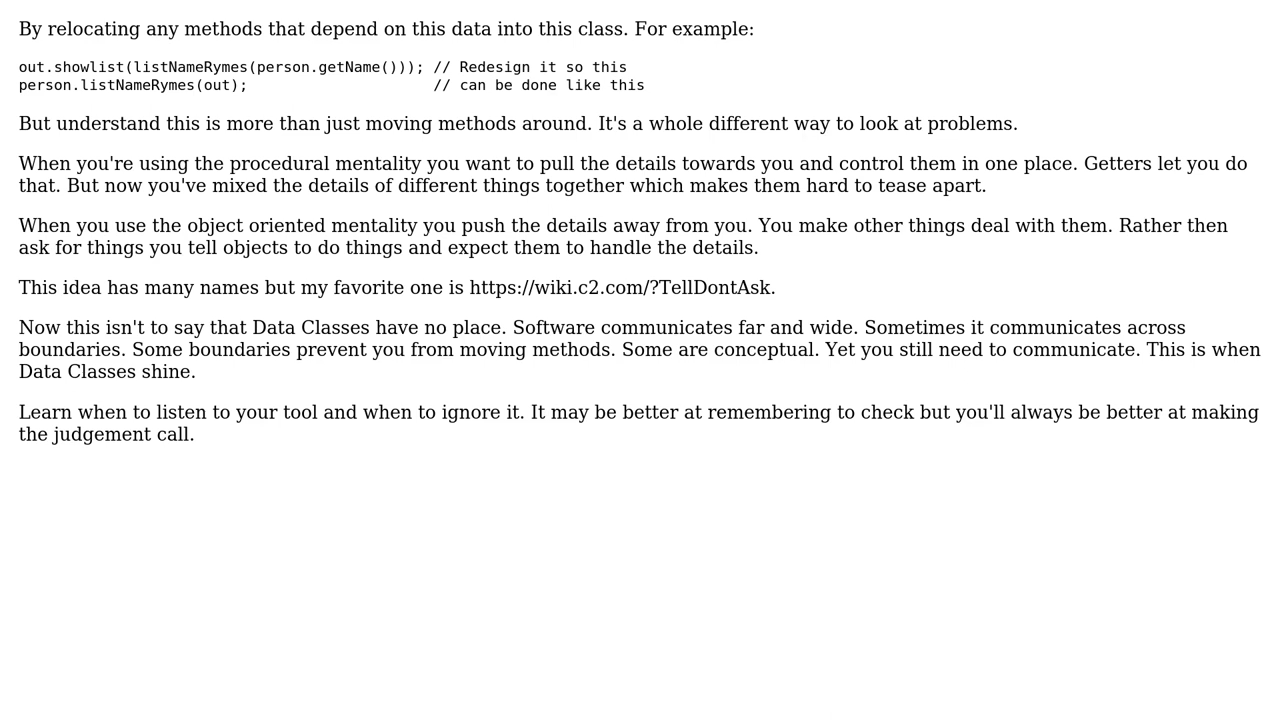 By relocating any methods that depend on this data into this class. For example:
out.showlist(listNameRymes(person.getName())); // Redesign it so this
person.listNameRymes(out);                     // can be done like this
But understand this is more than just moving methods around. It's a whole different way to look at problems.
When you're using the procedural mentality you want to pull the details towards you and control them in one place. Getters let you do
that. But now you've mixed the details of different things together which makes them hard to tease apart.
When you use the object oriented mentality you push the details away from you. You make other things deal with them. Rather then
ask for things you tell objects to do things and expect them to handle the details.
This idea has many names but my favorite one is https://wiki.c2.com/?TellDontAsk.
Now this isn't to say that Data Classes have no place. Software communicates far and wide. Sometimes it communicates across
boundaries. Some boundaries prevent you from moving methods. Some are conceptual. Yet you still need to communicate. This is when
Data Classes shine.
Learn when to listen to your tool and when to ignore it. It may be better at remembering to check but you'll always be better at making
the judgement call.